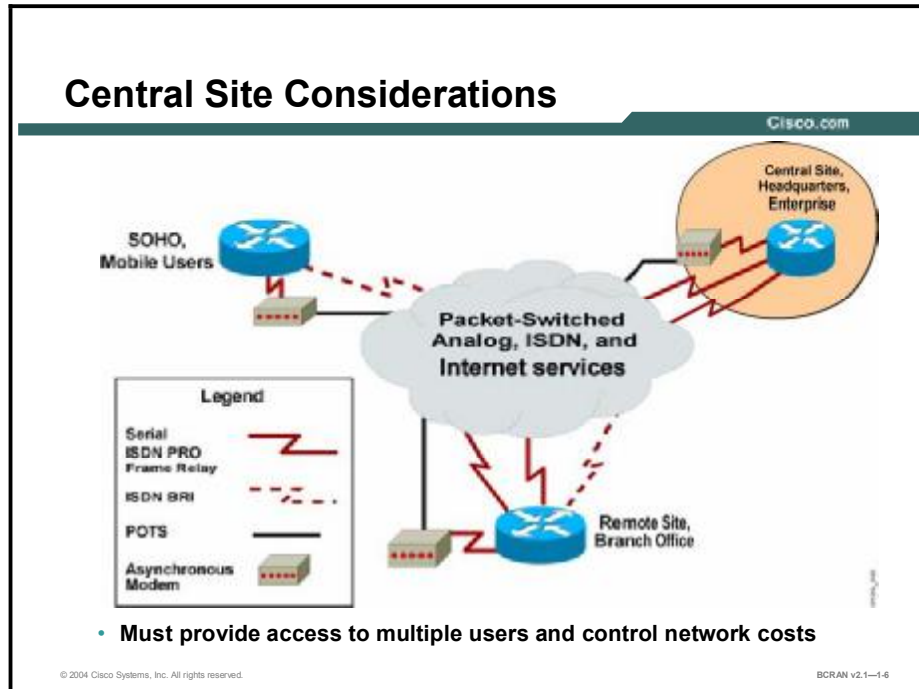 Central Site Considerations
Cisco.com
Central Site,
Headquarters,
Enterprise
SOHO,
Mobile Users
Packet-Switched
Analog, ISDN, and
Internet services
Legend
Serial
ISDN PRO
Frame Relay
ISDN BRI
POTS
Asynchronous
Modem
Remote Site,
Branch Office
• Must provide access to multiple users and control network costs
© 2004 Cisco Systems, Inc. All rights reserved.
BCRAN v2.1—1-6